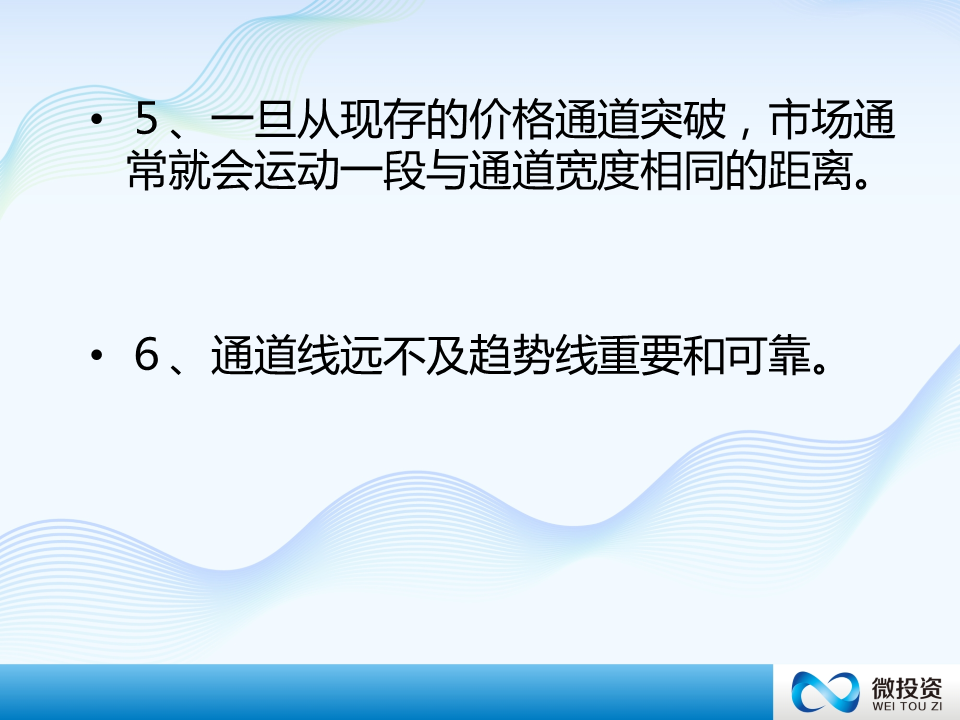 • 5、一旦从现存的价格通道突破，市场通
常就会运动一段与通道宽度相同的距离。
• 6、通道线远不及趋势线重要和可靠。
微投资
WEI TOU ZI